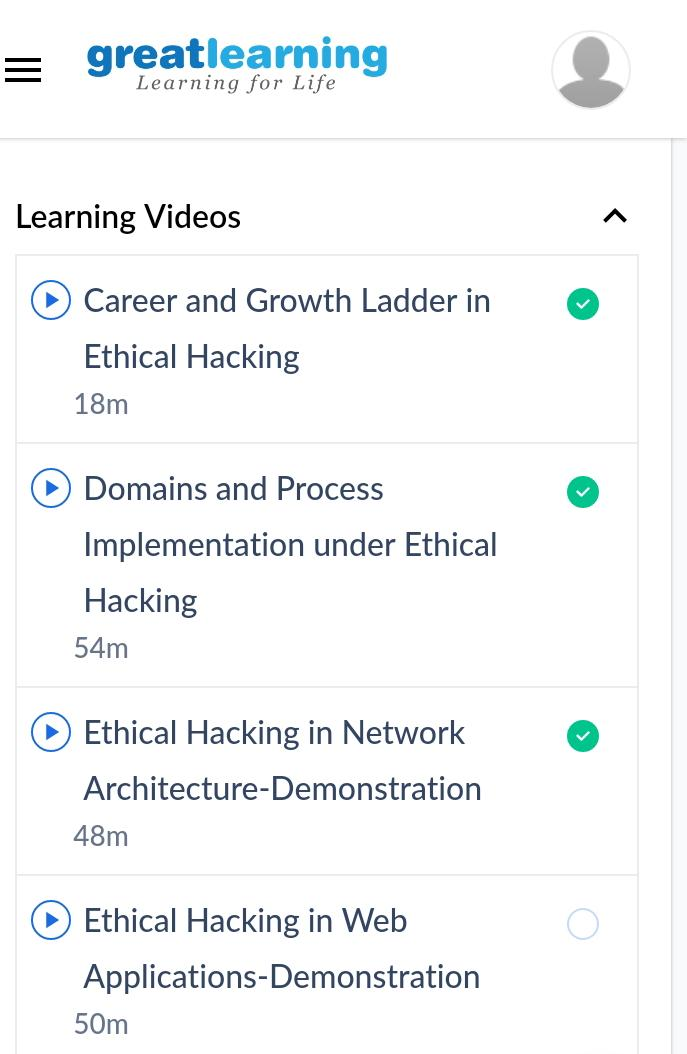 greatlearning
Learning for Life
Learning Videos
Career and Growth Ladder in
Ethical Hacking
18m
Domains and Process
Implementation under Ethical
Hacking
54m
Ethical Hacking in Network
Architecture-Demonstration
48m
Ethical Hacking in Web
Applications-Demonstration
50m